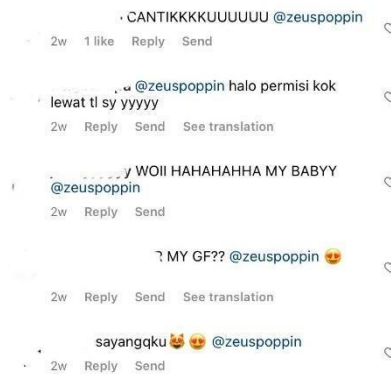 CANTIKKKKUUUUUU @zeuspoppin
2w 1 like Reply Send
@zeuspoppin halo permisi kok
lewat tl sy yyyyy
2w Reply Send See translation
WOII HAHAHAHHA MY BABYY
@zeuspoppin
2w Reply Send
MY GF?? @zeuspoppin 😍
2w Reply Send See translation
sayangqku😻😍 @zeuspoppin
2w Reply Send